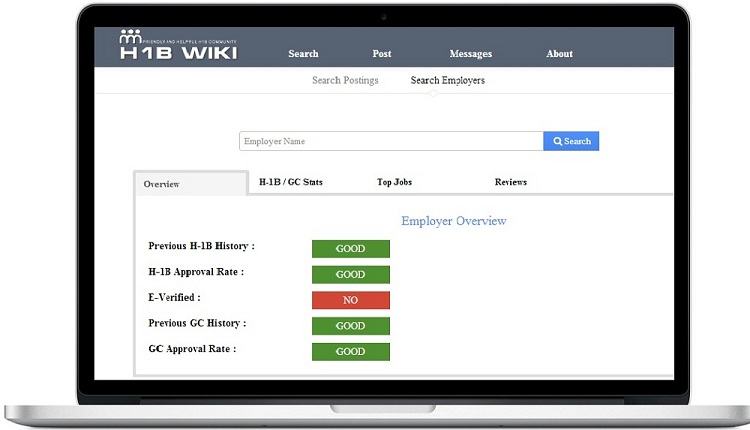 FRIENDLY AND HELPFUL H1B COMMUNITY
H1B WIKI
Search Post Messages About
Search Postings Search Employers
Employer Name Search
Overview H-1B / GC Stats Top Jobs Reviews
Employer Overview
Previous H-1B History : GOOD
H-1B Approval Rate : GOOD
E-Verified : NO
Previous GC History : GOOD
GC Approval Rate : GOOD